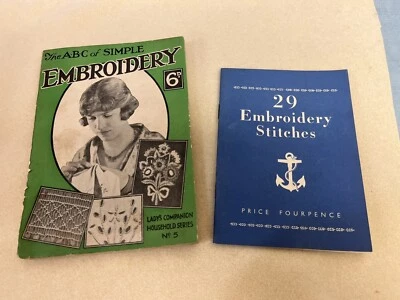 The ABC of SIMPLE
EMBROIDERY
6D
LADY'S COMPANION
HOUSEHOLD SERIES
No. 5
29
Embroidery
Stitches
PRICE FOURPENCE